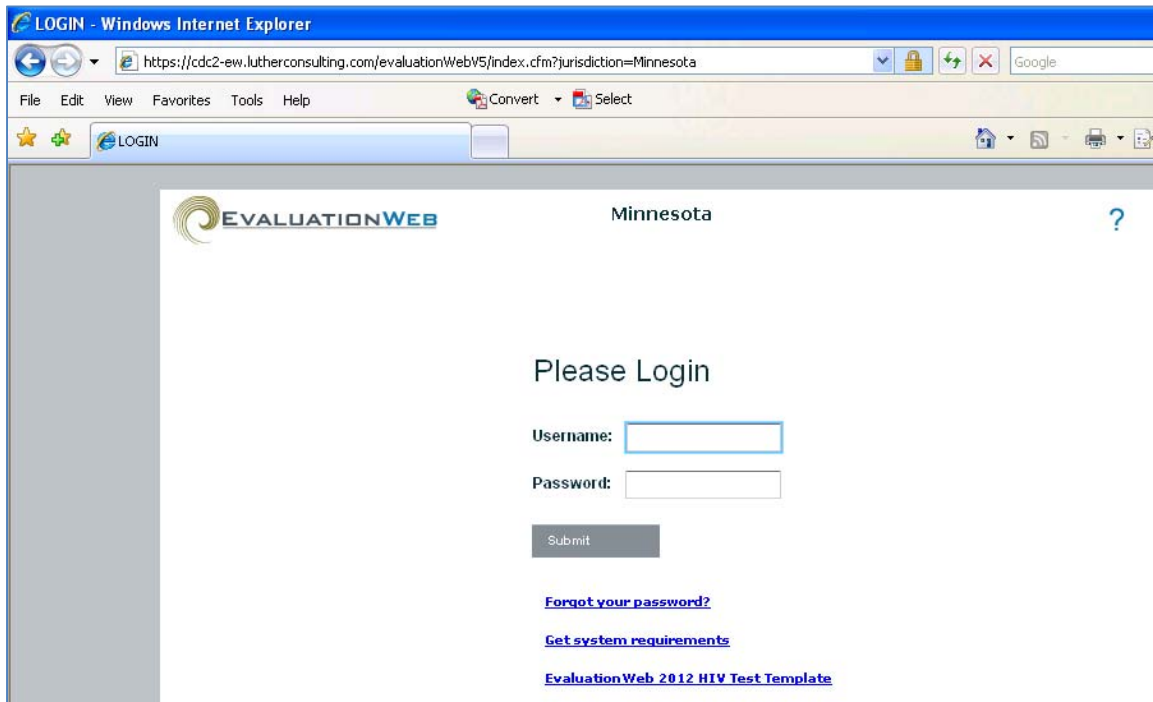 LOGIN - Windows Internet Explorer
https://cdc2-ew.lutherconsulting.com/evaluationWebV5/index.cfm?jurisdiction=Minnesota Google
File Edit View Favorites Tools Help Convert Select
LOGIN
EVALUATIONWEB Minnesota ?
Please Login
Username:
Password:
Submit
Forgot your password?
Get system requirements
EvaluationWeb 2012 HIV Test Template